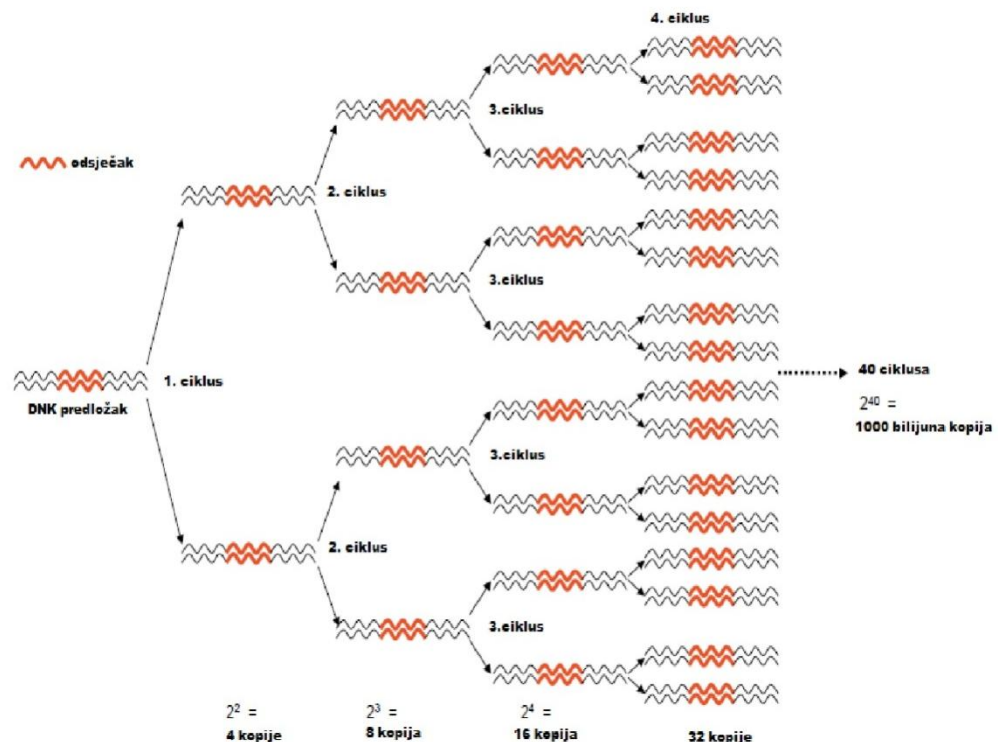 4. ciklus
3.ciklus
odsječak
2. ciklus
3.ciklus
1. ciklus
DNK predložak
40 ciklusa
2⁴⁰ =
1000 bilijuna kopija
3.ciklus
2. ciklus
3.ciklus
2² =
4 kopije
2³ =
8 kopija
2⁴ =
16 kopija
32 kopije